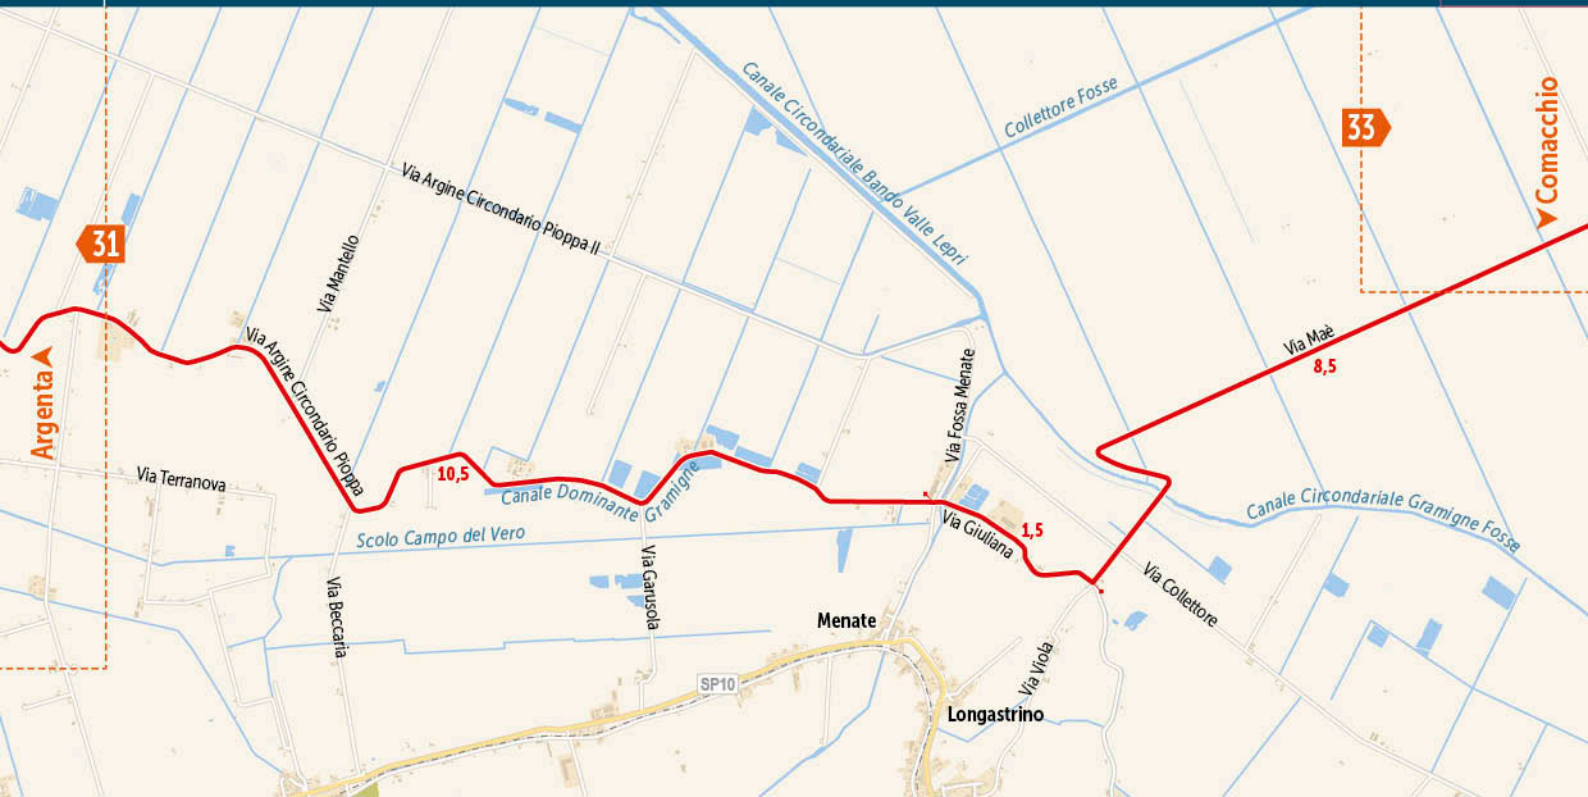 Canale Circondariale Bando Valle Lepri
Collettore Fosse
33
Comacchio
Via Argine Circondario Pioppa II
31
Via Mantello
Argenta
Via Argine Circondario Pioppa
Via Maè
8,5
Via Fossa Menate
Via Terranova
10,5
Canale Dominante Gramigne
Canale Circondariale Gramigne Fosse
Scolo Campo del Vero
Via Giuliana
1,5
Via Beccaria
Via Garusola
Via Collettore
Menate
Via Viola
SP10
Longastrino